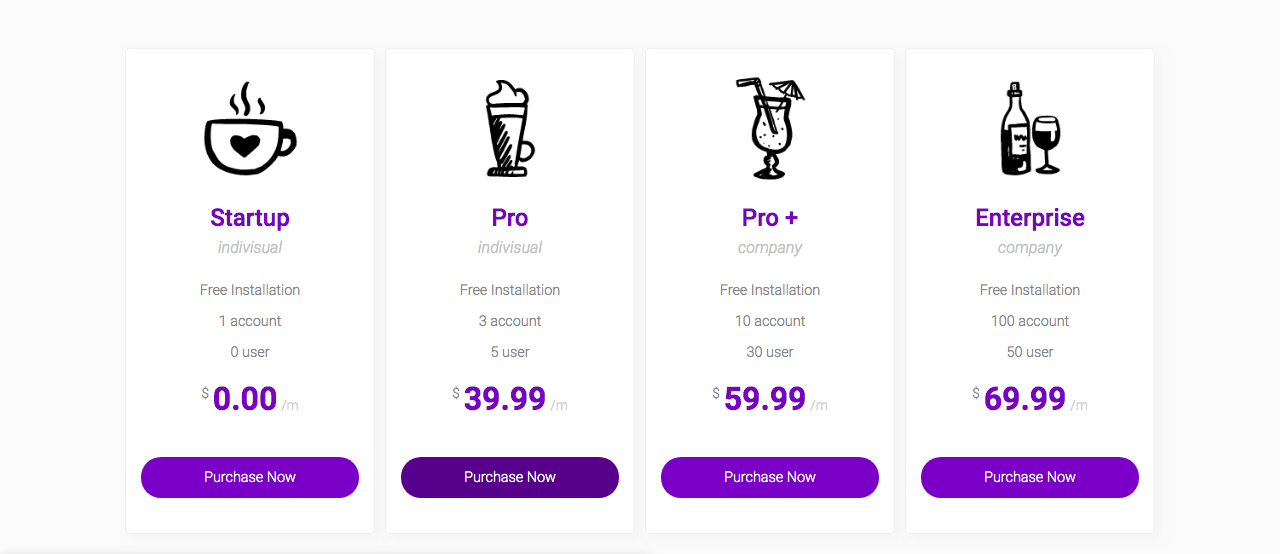 Startup
indivisual
Free Installation
1 account
0 user
$ 0.00 /m
Purchase Now
Pro
indivisual
Free Installation
3 account
5 user
$ 39.99 /m
Purchase Now
Pro +
company
Free Installation
10 account
30 user
$ 59.99 /m
Purchase Now
Enterprise
company
Free Installation
100 account
50 user
$ 69.99 /m
Purchase Now